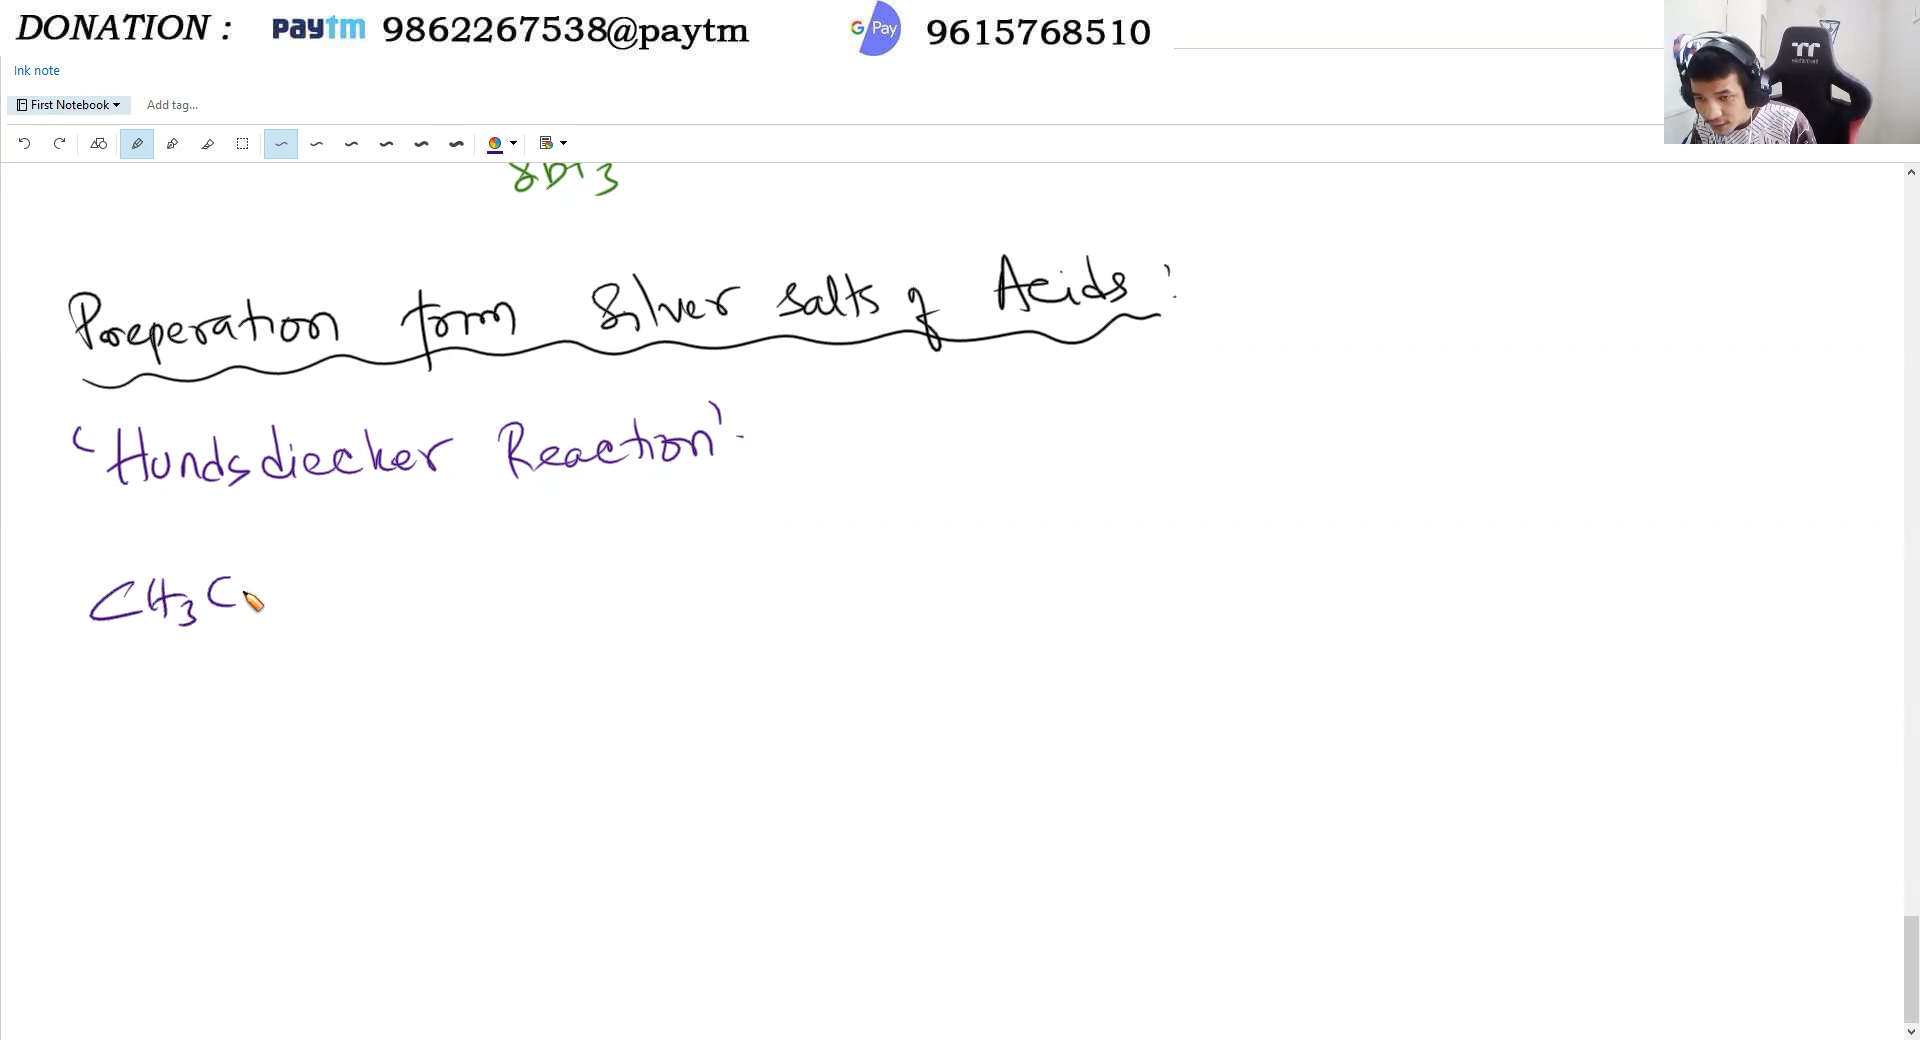 DONATION : paytm 9862267538@paytm G Pay 9615768510
Ink note
First Notebook Add tag...
Preperation form Silver salts of Acids :
'Hundsdiecker Reaction' -
CH3C